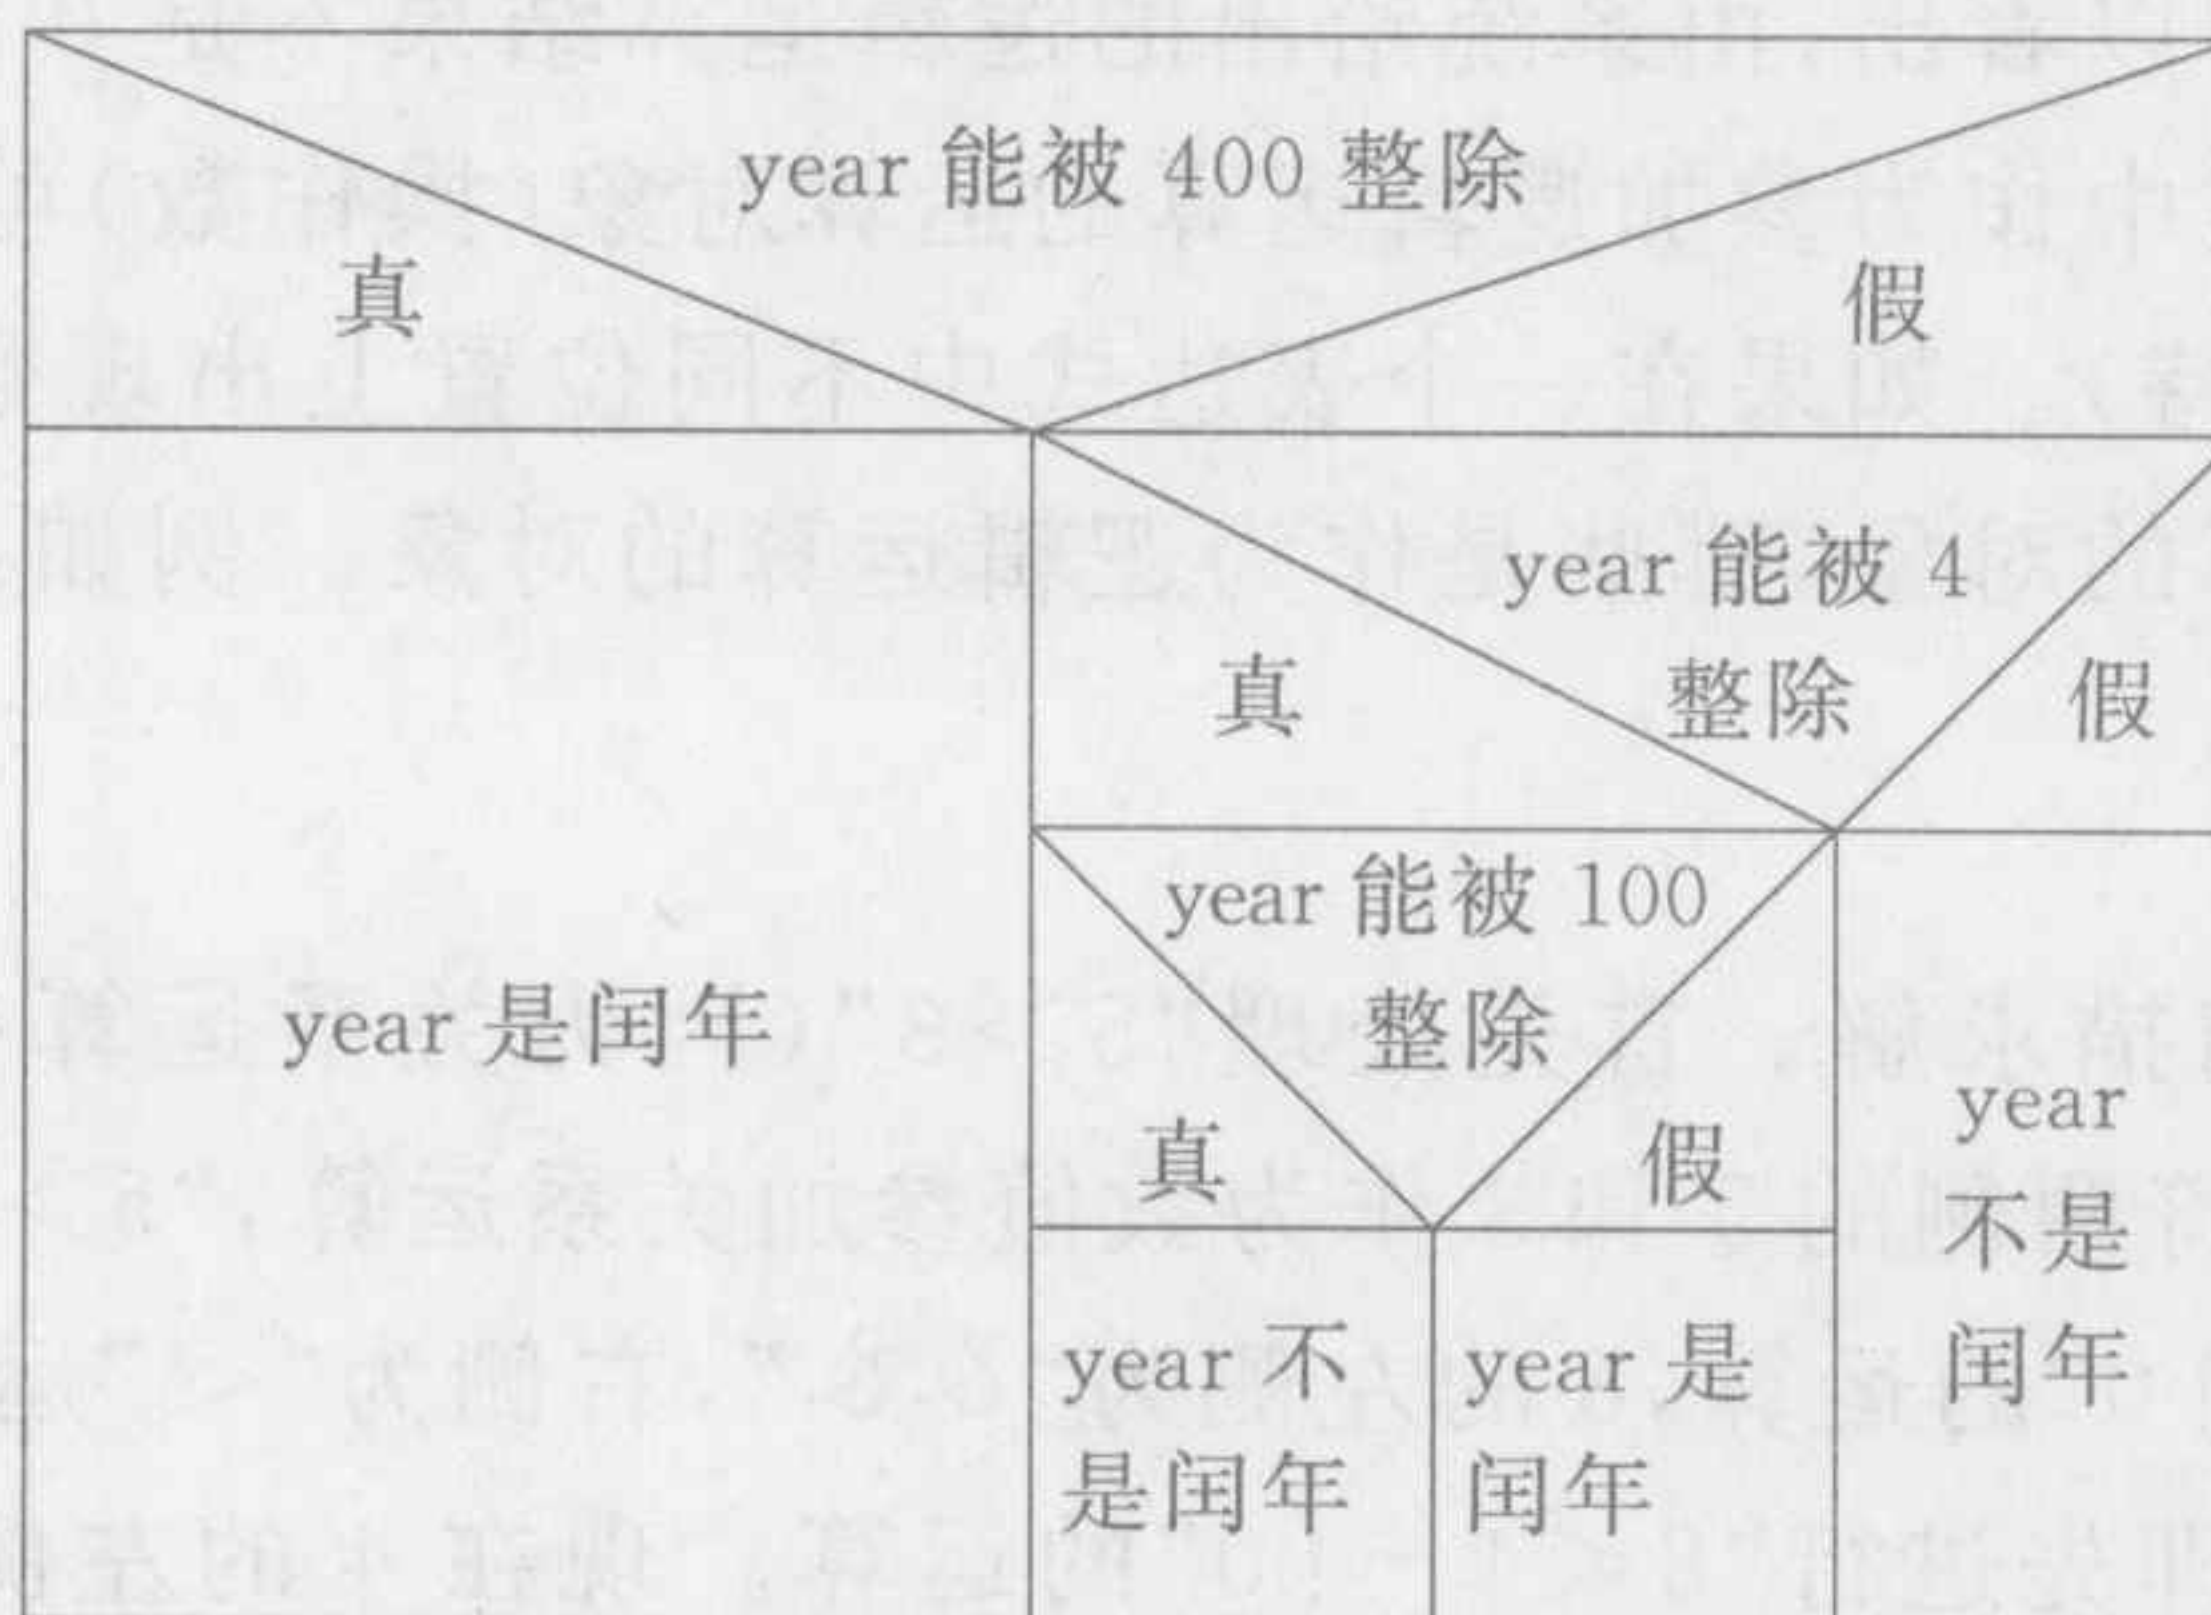 year 能被 400 整除
真
假
year 能被 4
整除
真
假
year 能被 100
整除
真
假
year 是闰年
year 不
是闰年
year 是
闰年
year
不是
闰年